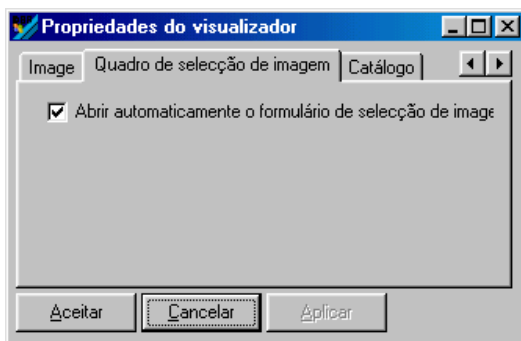 Propriedades do visualizador
Image Quadro de selecção de imagem Catálogo
Abrir automaticamente o formulário de selecção de image
Aceitar Cancelar Aplicar